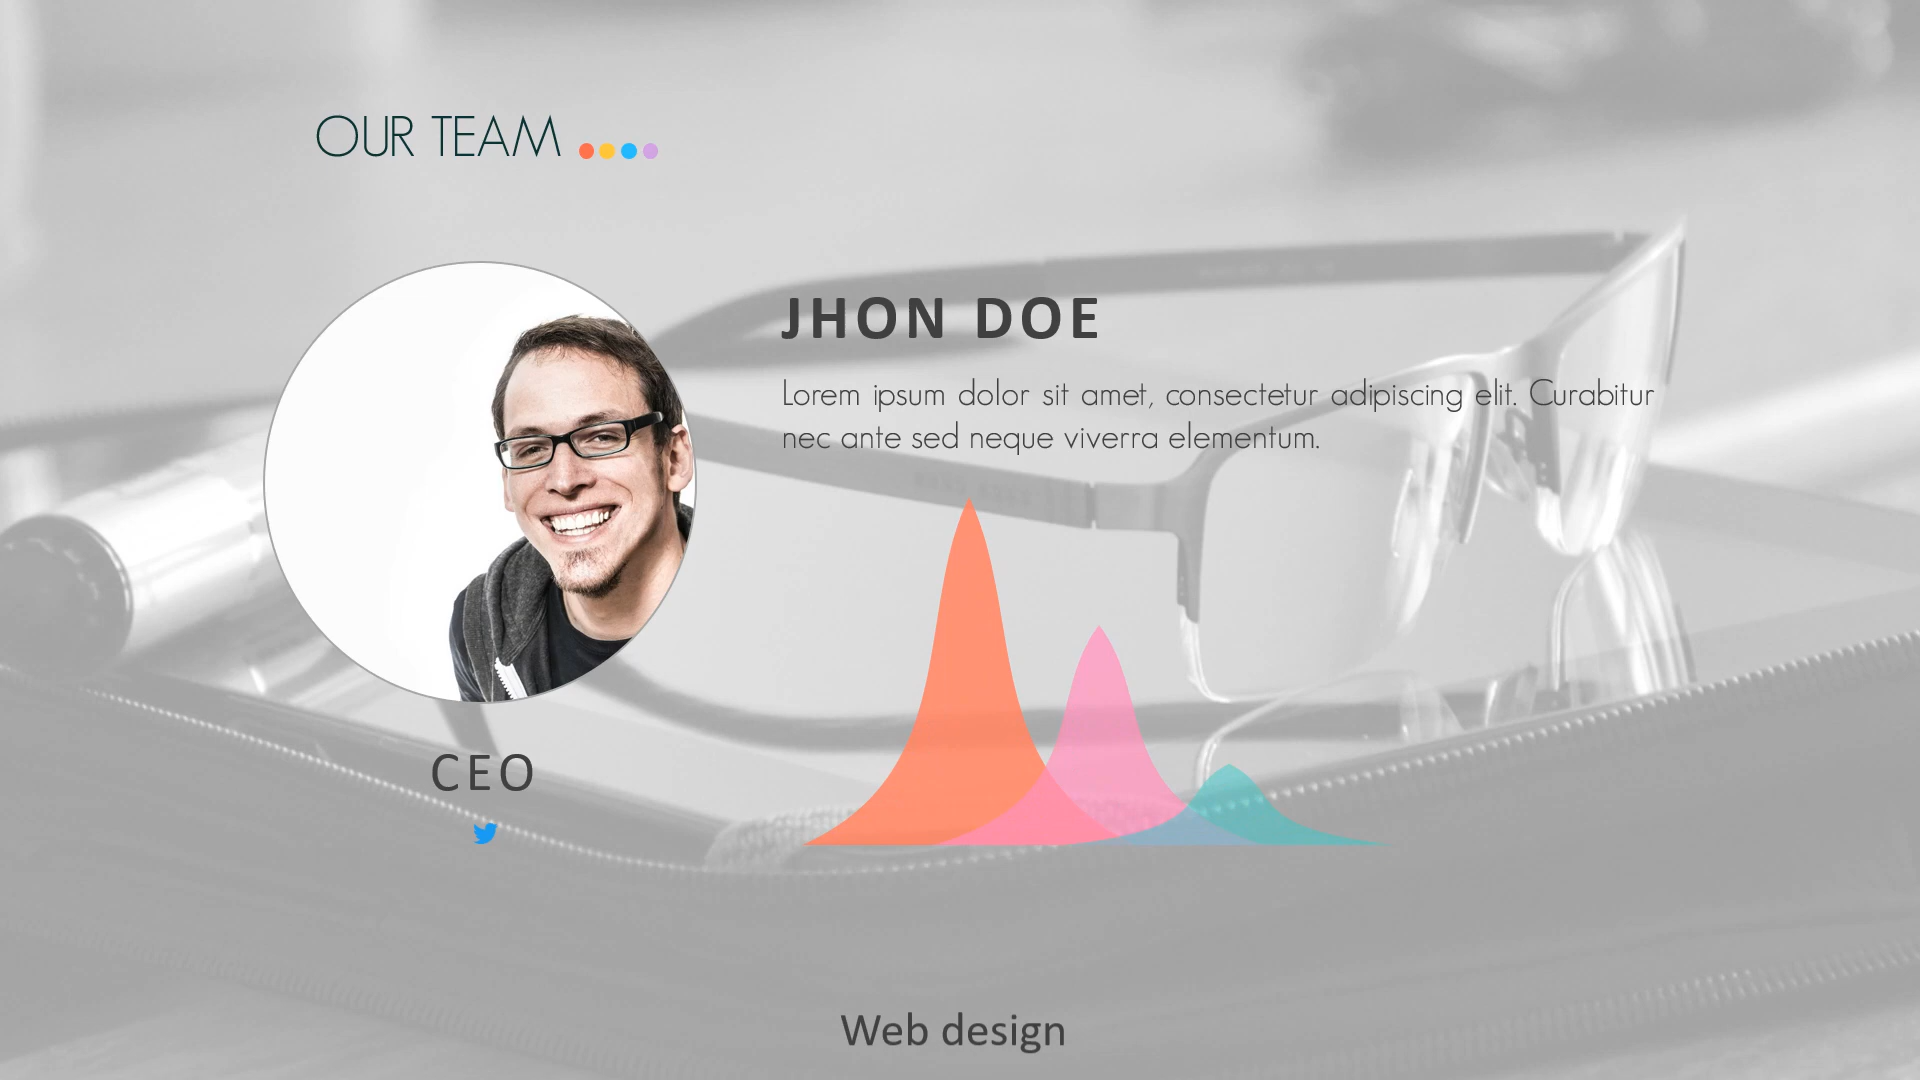 OUR TEAM
JHON DOE
Lorem ipsum dolor sit amet, consectetur adipiscing elit. Curabitur
nec ante sed neque viverra elementum.
CEO
Web design